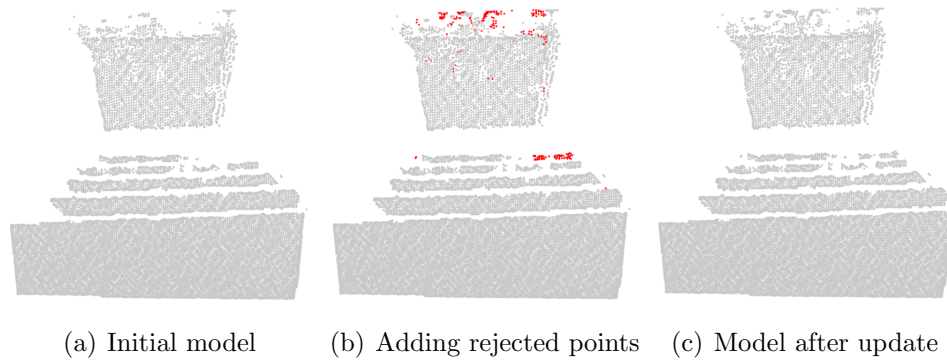 (a) Initial model
(b) Adding rejected points
(c) Model after update